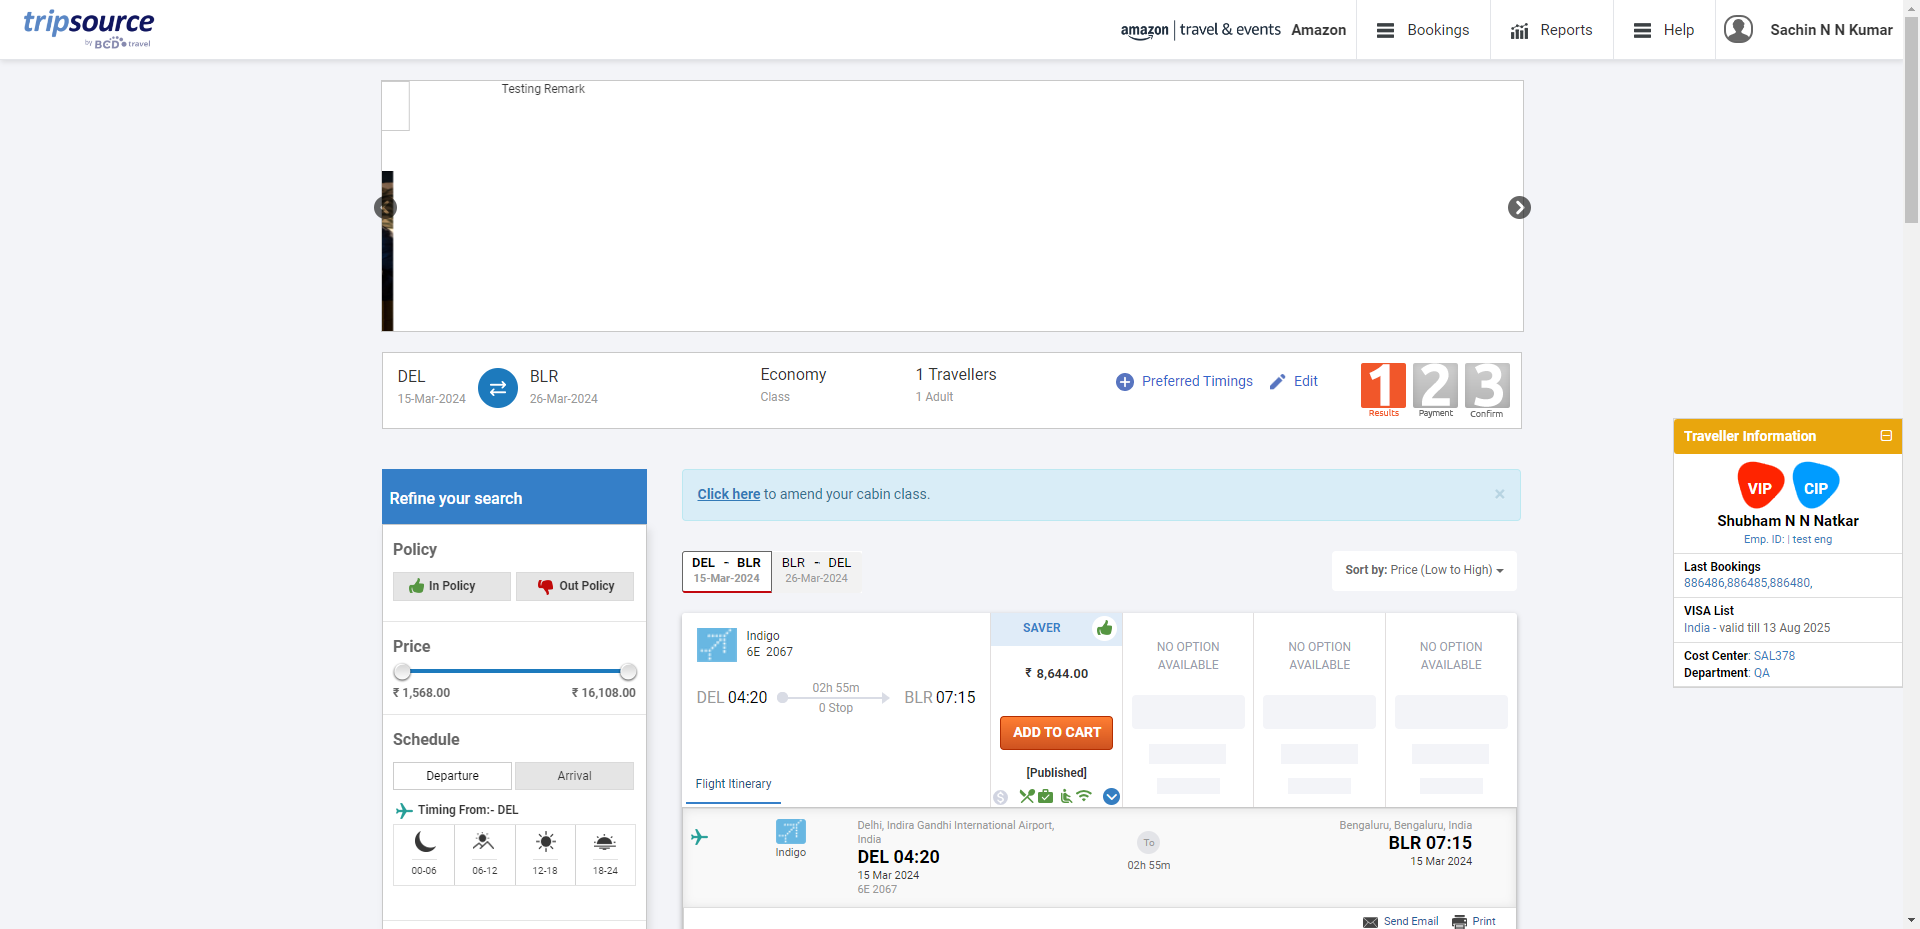 tripsource
by BCD travel
amazon | travel & events Amazon
Bookings
Reports
Help
Sachin N N Kumar
Testing Remark
DEL
15-Mar-2024
BLR
26-Mar-2024
Economy
Class
1 Travellers
1 Adult
Preferred Timings
Edit
1 2 3
Results Payment Confirm
Traveller Information
VIP CIP
Shubham N N Natkar
Emp. ID: | test eng
Last Bookings
886486,886485,886480,
VISA List
India - valid till 13 Aug 2025
Cost Center: SAL378
Department: QA
Refine your search
Policy
In Policy
Out Policy
Price
₹ 1,568.00
₹ 16,108.00
Schedule
Departure
Arrival
Timing From:- DEL
00-06
06-12
12-18
18-24
Click here to amend your cabin class.
×
DEL - BLR
15-Mar-2024
BLR - DEL
26-Mar-2024
Sort by: Price (Low to High)
Indigo
6E 2067
DEL 04:20
02h 55m
0 Stop
BLR 07:15
Flight Itinerary
SAVER
₹ 8,644.00
ADD TO CART
[Published]
NO OPTION
AVAILABLE
NO OPTION
AVAILABLE
NO OPTION
AVAILABLE
Indigo
Delhi, Indira Gandhi International Airport,
India
DEL 04:20
15 Mar 2024
6E 2067
To
02h 55m
Bengaluru, Bengaluru, India
BLR 07:15
15 Mar 2024
Send Email
Print